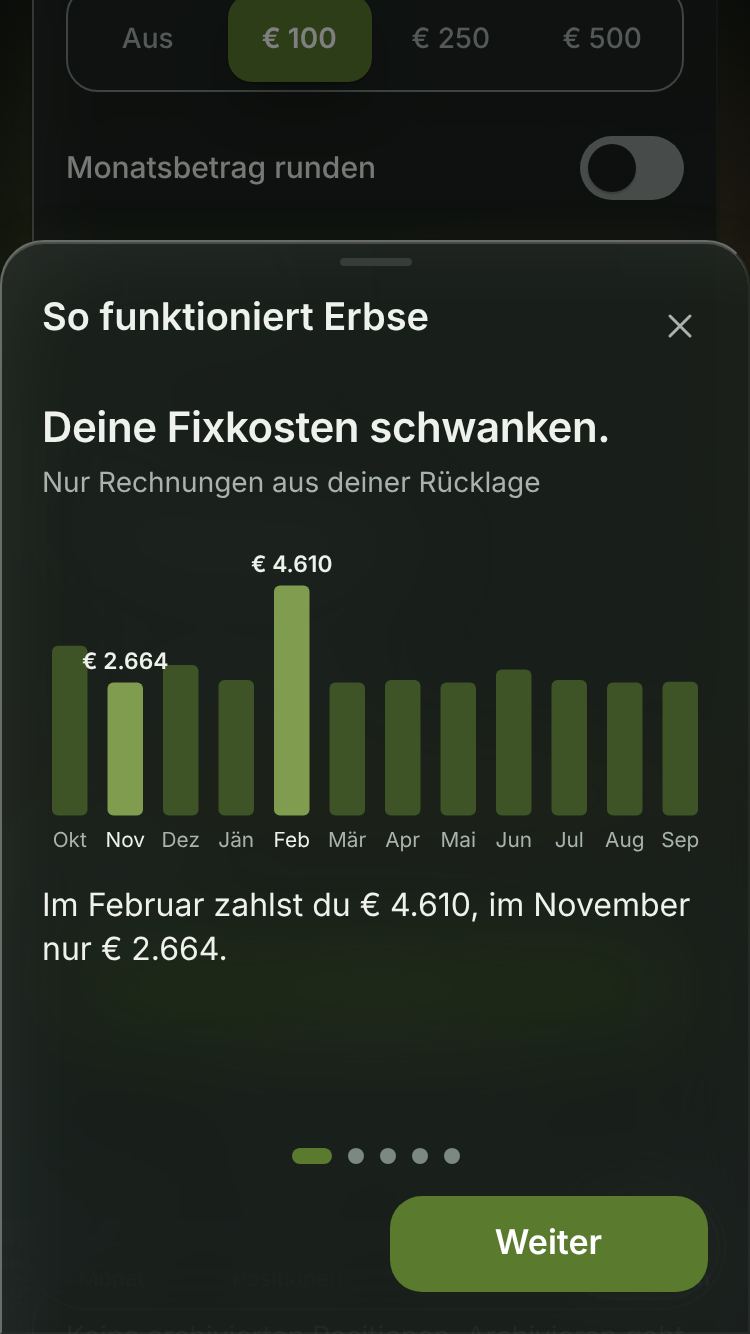 Aus € 100 € 250 € 500
Monatsbetrag runden
So funktioniert Erbse
Deine Fixkosten schwanken.
Nur Rechnungen aus deiner Rücklage
€ 4.610
€ 2.664
Okt Nov Dez Jän Feb Mär Apr Mai Jun Jul Aug Sep
Im Februar zahlst du € 4.610, im November
nur € 2.664.
Weiter
Monat Positionen